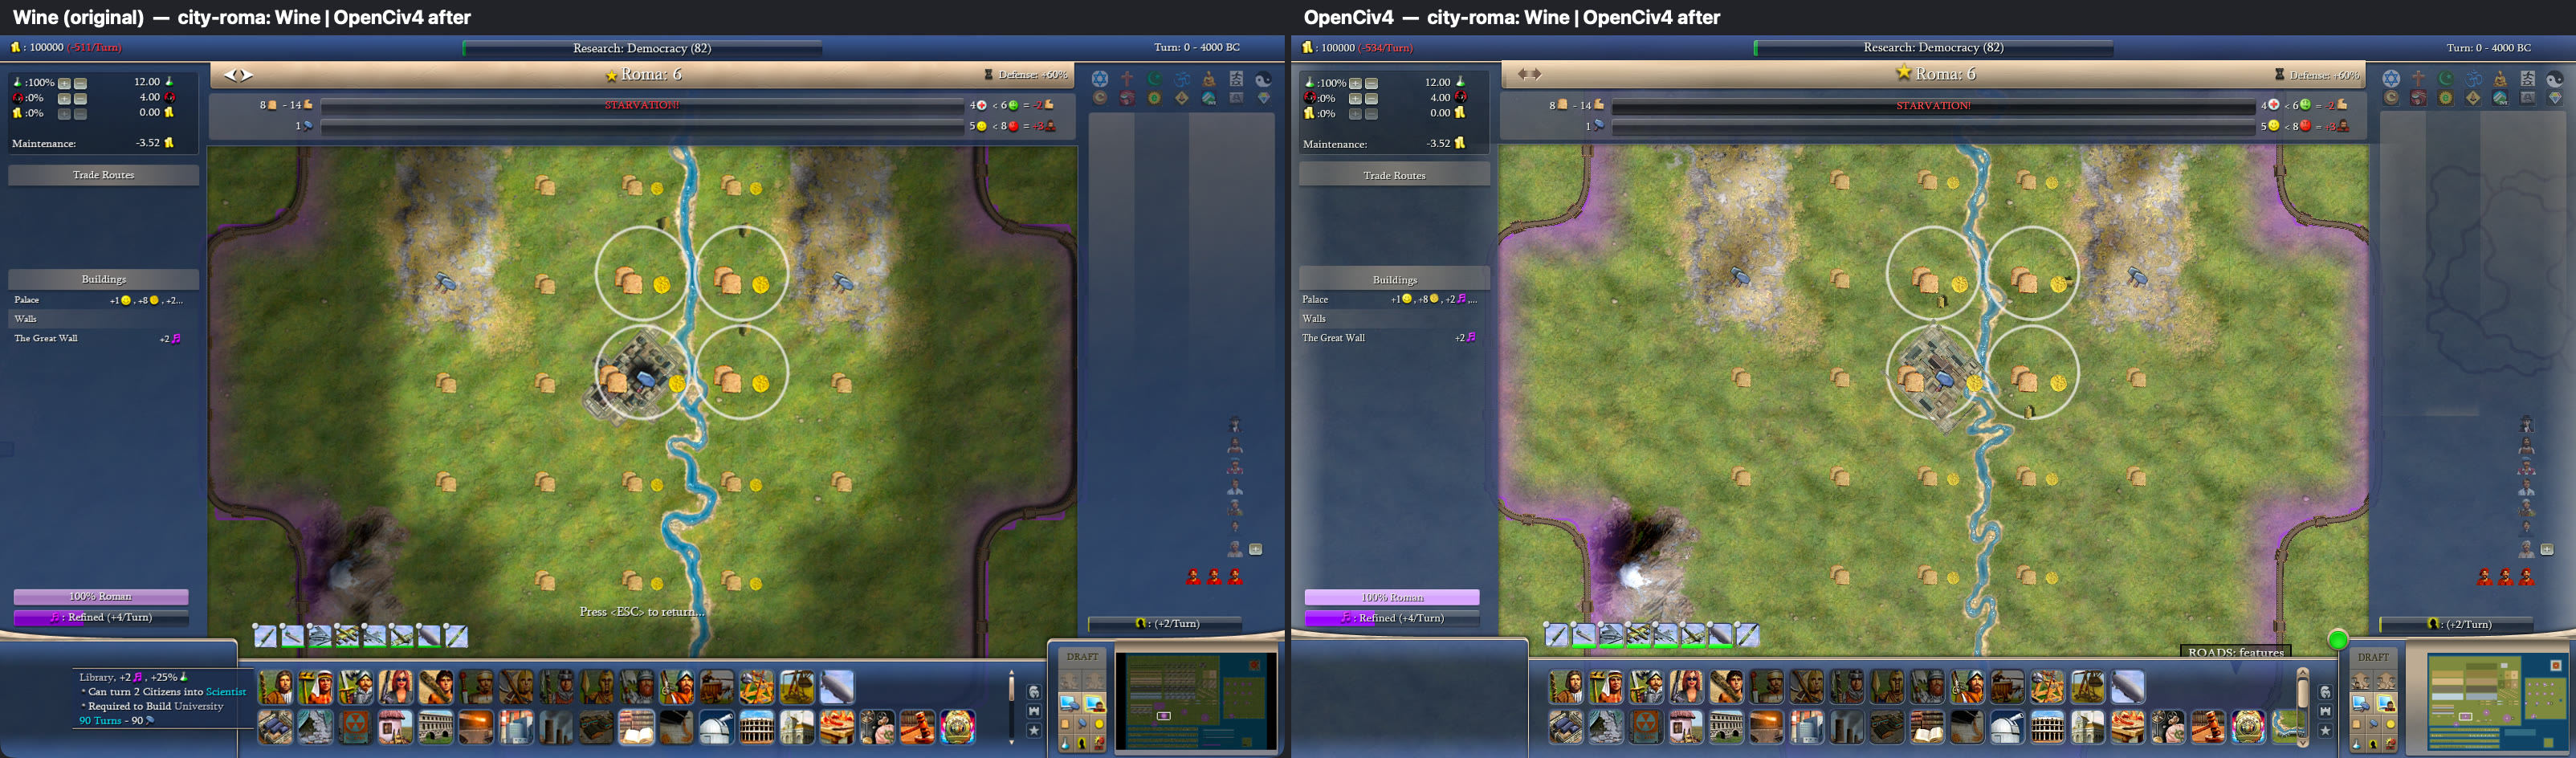 Wine (original) — city-roma: Wine | OpenCiv4 after
: 100000 (-511/Turn)
Research: Democracy (82)
Turn: 0 - 4000 BC
:100% + − 12.00
:0% + − 4.00
:0% + − 0.00
Maintenance: -3.52
Roma: 6
Defense: +60%
8 - 14
STARVATION!
4 < 6 = -2
1
5 < 8 = +3
Trade Routes
Buildings
Palace +1 , +8 , +2...
Walls
The Great Wall +2
Press <ESC> to return...
100% Roman
: Refined (+4/Turn)
: (+2/Turn)
Library, +2 , +25%
* Can turn 2 Citizens into Scientist
* Required to Build University
90 Turns - 90
DRAFT
OpenCiv4 — city-roma: Wine | OpenCiv4 after
: 100000 (-534/Turn)
Research: Democracy (82)
Turn: 0 - 4000 BC
:100% + − 12.00
:0% + − 4.00
:0% + − 0.00
Maintenance: -3.52
Roma: 6
Defense: +60%
8 - 14
STARVATION!
4 < 6 = -2
1
5 < 8 = +3
Trade Routes
Buildings
Palace +1 , +8 , +2 ,...
Walls
The Great Wall +2
100% Roman
: Refined (+4/Turn)
: (+2/Turn)
ROADS: features
DRAFT